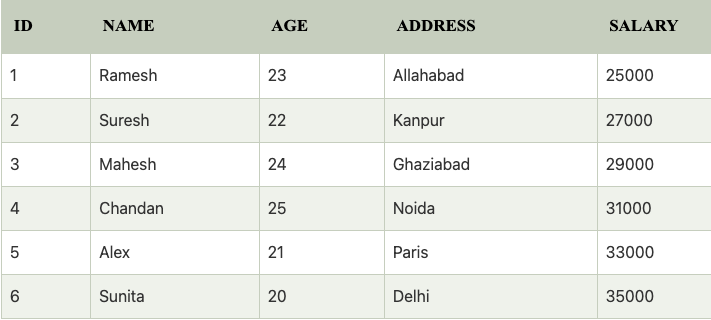 ID NAME AGE ADDRESS SALARY
1 Ramesh 23 Allahabad 25000
2 Suresh 22 Kanpur 27000
3 Mahesh 24 Ghaziabad 29000
4 Chandan 25 Noida 31000
5 Alex 21 Paris 33000
6 Sunita 20 Delhi 35000